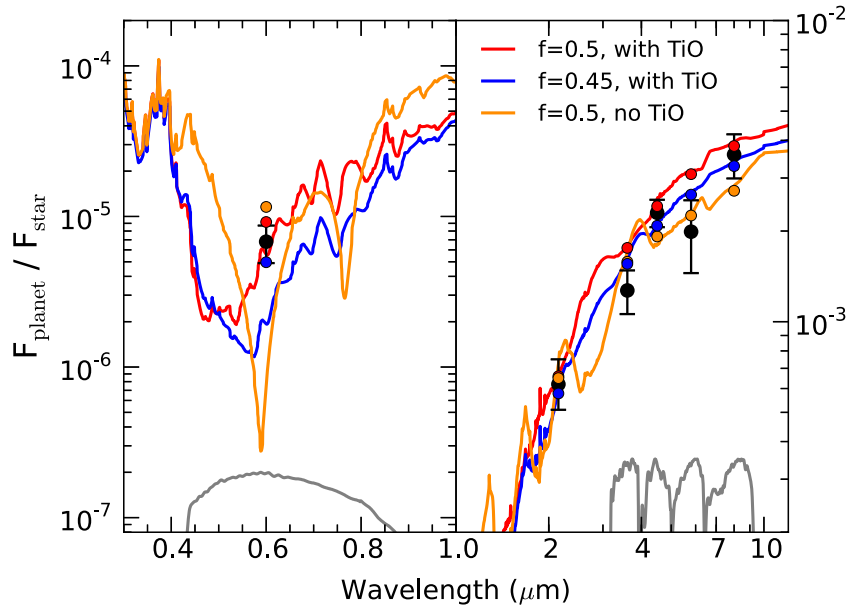 10^-2
10^-4
f=0.5, with TiO
f=0.45, with TiO
f=0.5, no TiO
F_planet / F_star
10^-5
10^-3
10^-6
10^-7
0.4 0.6 0.8 1.0 2 4 7 10
Wavelength (μm)